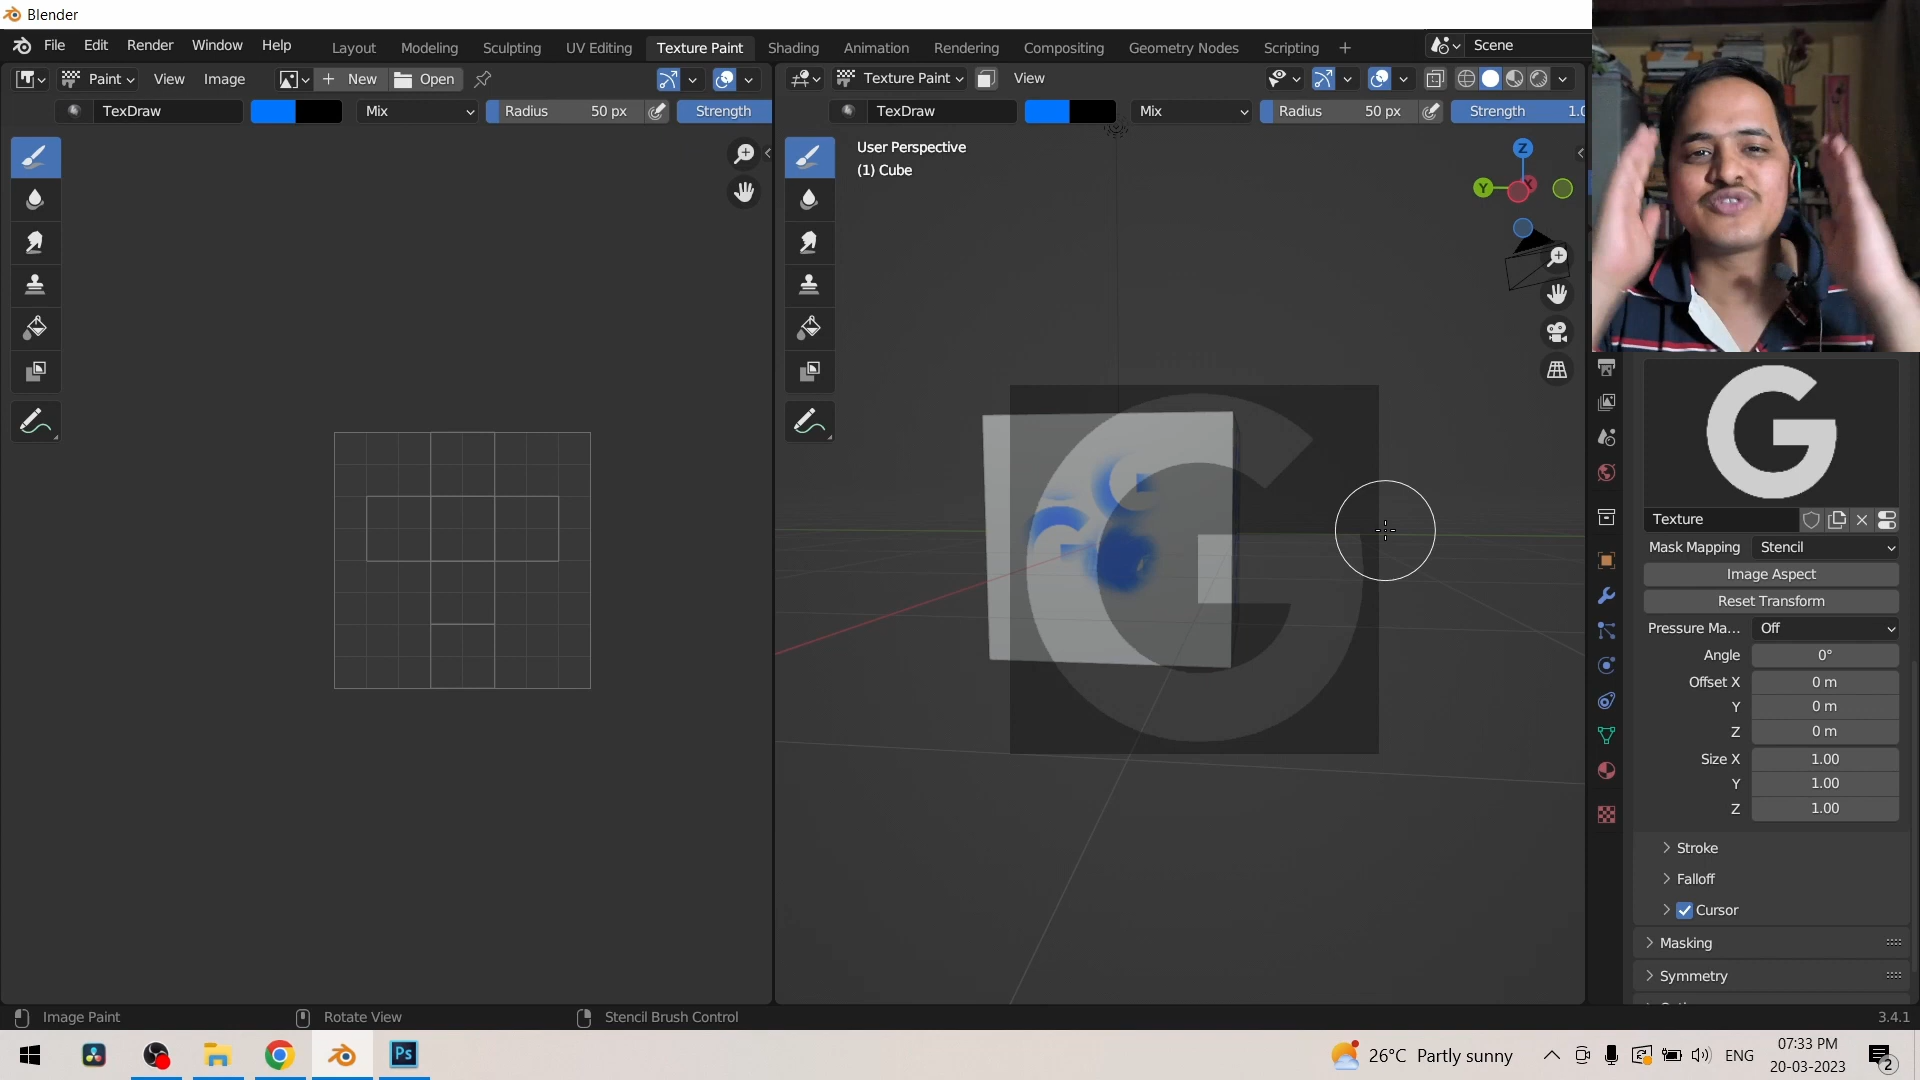 Blender
File Edit Render Window Help Layout Modeling Sculpting UV Editing Texture Paint Shading Animation Rendering Compositing Geometry Nodes Scripting + Scene
Paint View Image + New Open Texture Paint View
TexDraw Mix Radius 50 px Strength TexDraw Mix Radius 50 px Strength 1.0
User Perspective
(1) Cube
Z
Y
X
G
G
Texture
Mask Mapping Stencil
Image Aspect
Reset Transform
Pressure Ma... Off
Angle 0°
Offset X 0 m
Y 0 m
Z 0 m
Size X 1.00
Y 1.00
Z 1.00
Stroke
Falloff
Cursor
Masking
Symmetry
Image Paint Rotate View Stencil Brush Control 3.4.1
Ps 26°C Partly sunny ENG 07:33 PM
20-03-2023
2